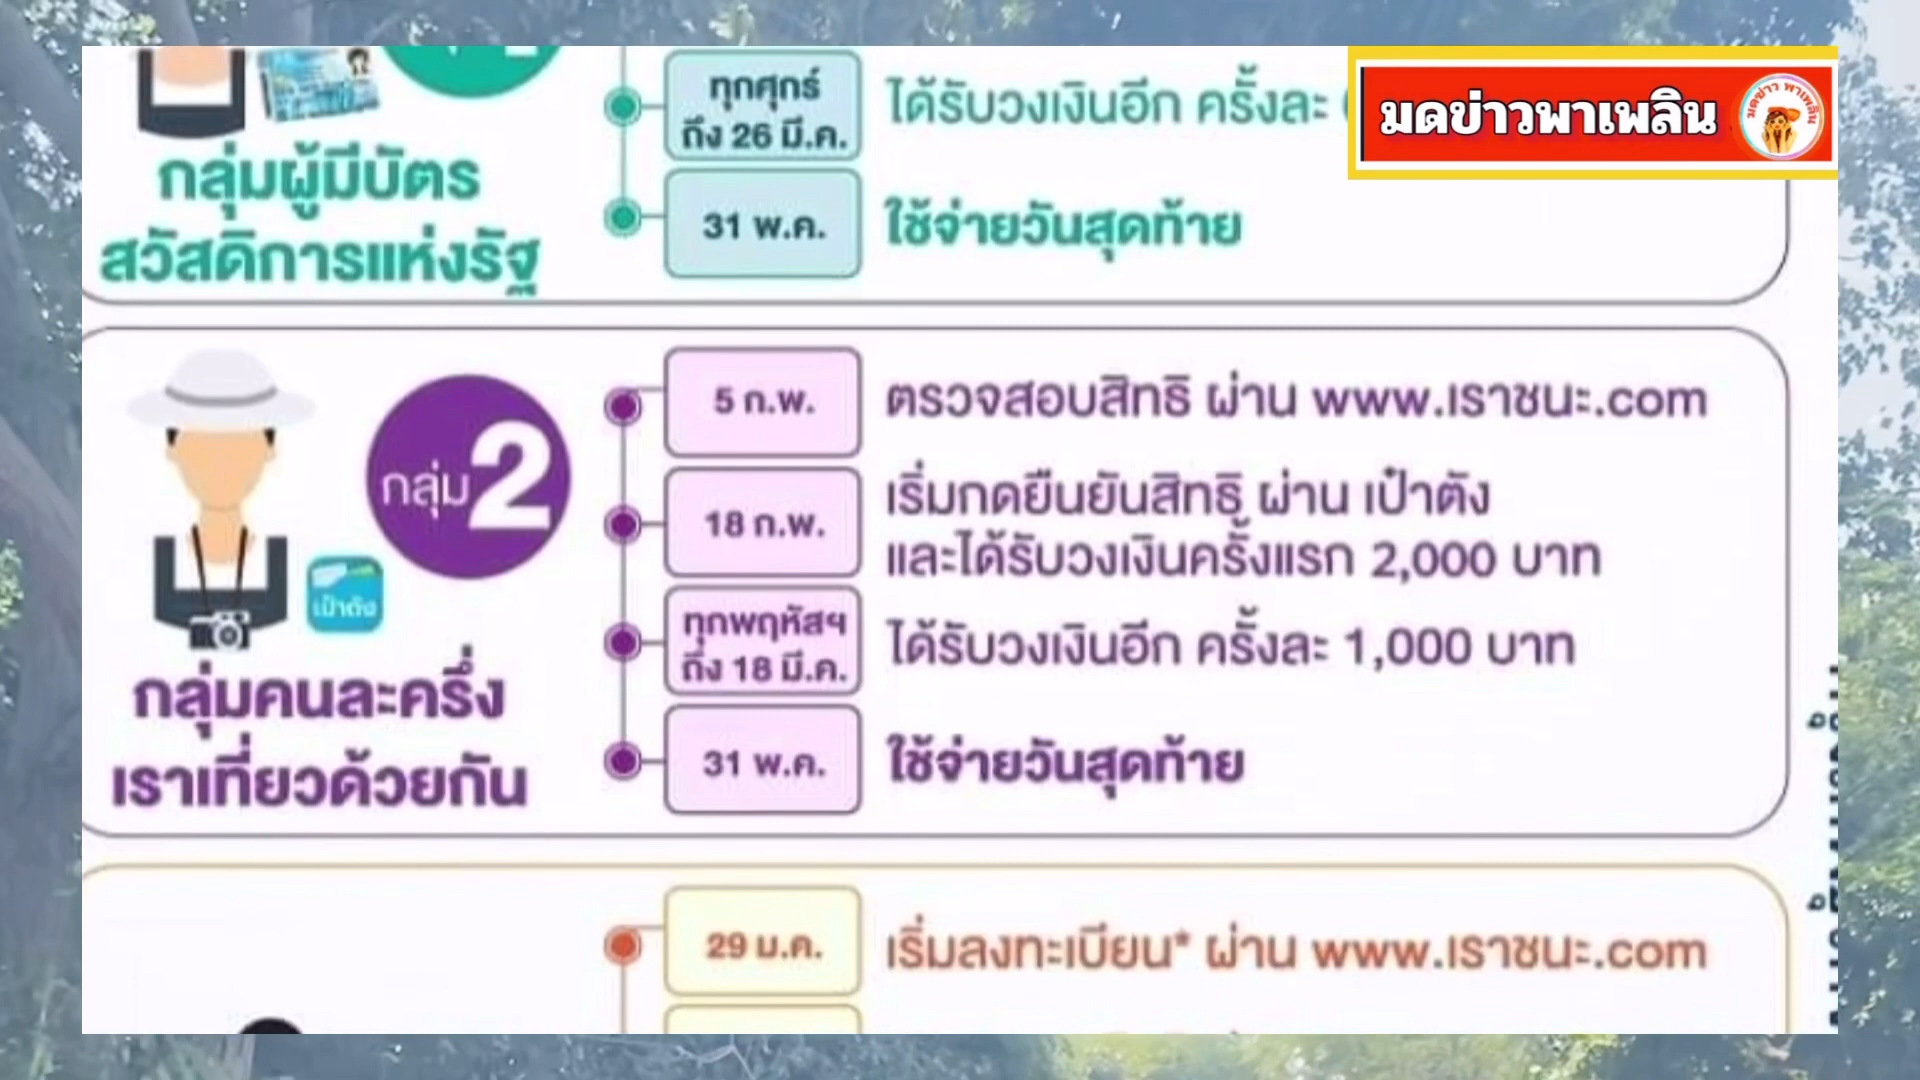 ทุกศุกร์
ถึง 26 มี.ค.
ได้รับวงเงินอีก ครั้งละ
มดข่าวพาเพลิน
มดข่าว พาเพลิน
กลุ่มผู้มีบัตร
สวัสดิการแห่งรัฐ
31 พ.ค.
ใช้จ่ายวันสุดท้าย
กลุ่ม 2
เป๋าตัง
กลุ่มคนละครึ่ง
เราเที่ยวด้วยกัน
5 ก.พ.
ตรวจสอบสิทธิ ผ่าน www.เราชนะ.com
18 ก.พ.
เริ่มกดยืนยันสิทธิ ผ่าน เป๋าตัง
และได้รับวงเงินครั้งแรก 2,000 บาท
ทุกพฤหัสฯ
ถึง 18 มี.ค.
ได้รับวงเงินอีก ครั้งละ 1,000 บาท
31 พ.ค.
ใช้จ่ายวันสุดท้าย
29 ม.ค.
เริ่มลงทะเบียน* ผ่าน www.เราชนะ.com